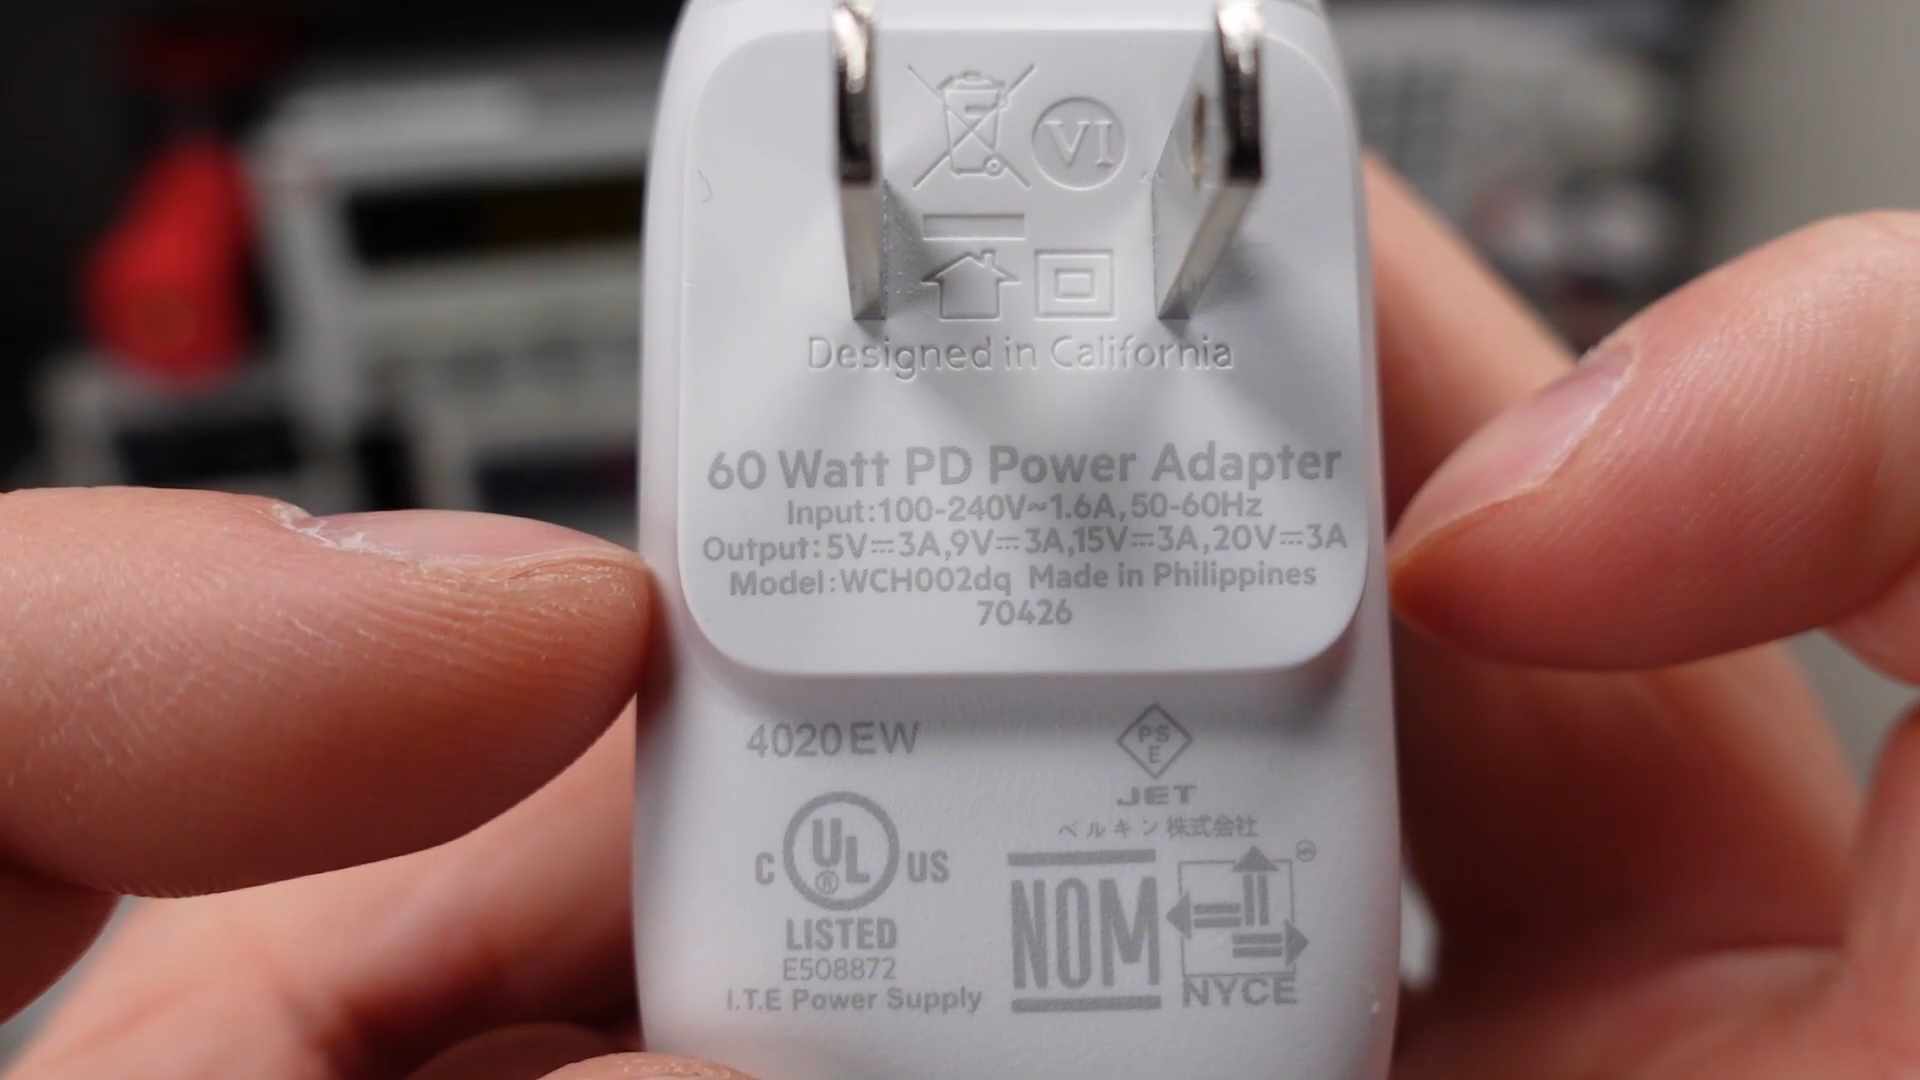 VI
Designed in California
60 Watt PD Power Adapter
Input:100-240V~1.6A,50-60Hz
Output:5V⎓3A,9V⎓3A,15V⎓3A,20V⎓3A
Model:WCH002dq Made in Philippines
70426
4020EW
PS
E
JET
ベルキン株式会社
C UL® US
LISTED
E508872
I.T.E Power Supply
NOM
NYCE